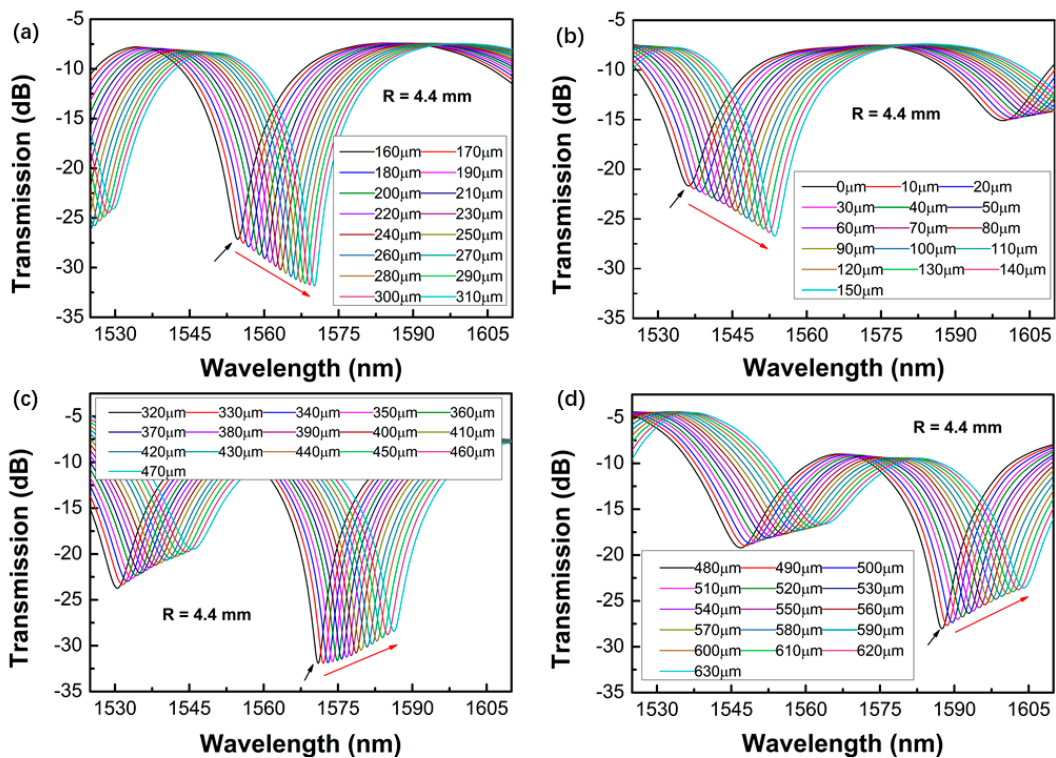 (a)
Transmission (dB)
-5
-10
-15
-20
-25
-30
-35
R = 4.4 mm
160μm 170μm
180μm 190μm
200μm 210μm
220μm 230μm
240μm 250μm
260μm 270μm
280μm 290μm
300μm 310μm
1530 1545 1560 1575 1590 1605
Wavelength (nm)
(b)
Transmission (dB)
-5
-10
-15
-20
-25
-30
-35
R = 4.4 mm
0μm 10μm 20μm
30μm 40μm 50μm
60μm 70μm 80μm
90μm 100μm 110μm
120μm 130μm 140μm
150μm
1530 1545 1560 1575 1590 1605
Wavelength (nm)
(c)
Transmission (dB)
-5
-10
-15
-20
-25
-30
-35
320μm 330μm 340μm 350μm 360μm
370μm 380μm 390μm 400μm 410μm
420μm 430μm 440μm 450μm 460μm
470μm
R = 4.4 mm
1530 1545 1560 1575 1590 1605
Wavelength (nm)
(d)
Transmission (dB)
-5
-10
-15
-20
-25
-30
-35
R = 4.4 mm
480μm 490μm 500μm
510μm 520μm 530μm
540μm 550μm 560μm
570μm 580μm 590μm
600μm 610μm 620μm
630μm
1530 1545 1560 1575 1590 1605
Wavelength (nm)